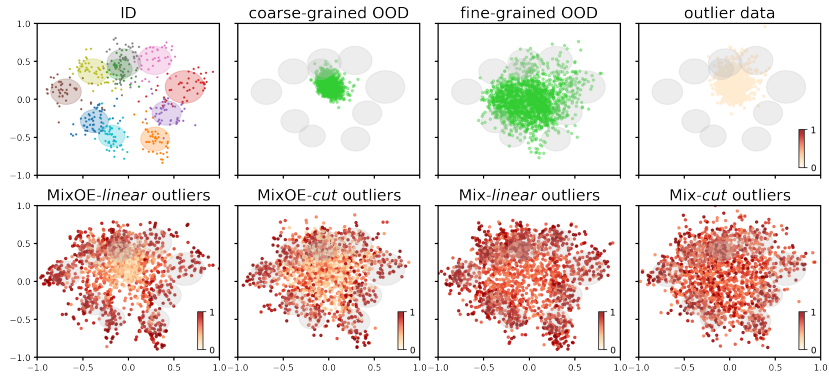 ID coarse-grained OOD fine-grained OOD outlier data
1.0
0.5
0.0
−0.5
−1.0
1
0
MixOE-linear outliers MixOE-cut outliers Mix-linear outliers Mix-cut outliers
1.0
0.5
0.0
−0.5
−1.0
1 1 1 1
0 0 0 0
−1.0 −0.5 0.0 0.5 1.0 −1.0 −0.5 0.0 0.5 1.0 −1.0 −0.5 0.0 0.5 1.0 −1.0 −0.5 0.0 0.5 1.0